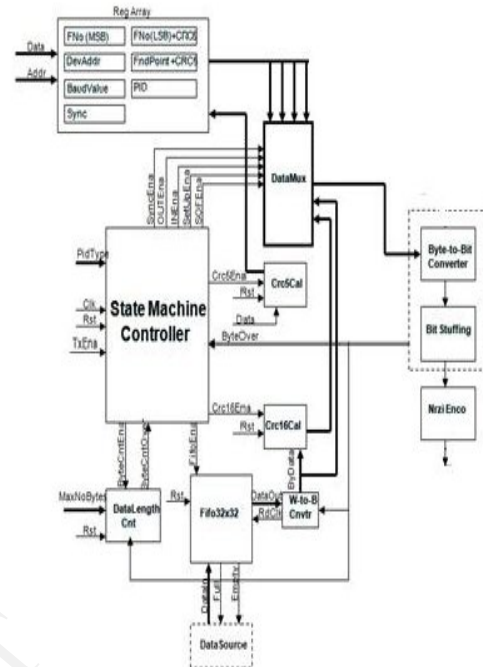 Reg Array
FNo (MSB)
FNo(LSB)+CRC5
DevAddr
FndPoint +CRC5
BaudValue
PID
Sync
Data
Addr
SyncEna
OUTEna
INEna
SetUpEna
SOFEna
DataMux
Byte-to-Bit
Converter
Bit Stuffing
Nrzi Enco
PidType
Clk
Rst
TxEna
State Machine
Controller
Crc5Ena
Rst
Data
Crc5Cal
ByteOver
Crc16Ena
Rst
Crc16Cal
ByteCntEna
ByteCntOver
FifoEna
ByData
MaxNoBytes
Rst
DataLength
Cnt
Rst
Fifo32x32
DataOut
RdClk
W-to-B
Cnvtr
DataIn
Full
Empty
DataSource